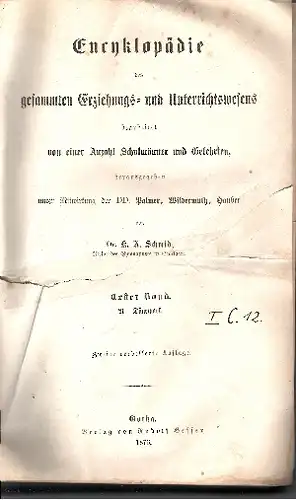 Encyklopädie
des
gesammten Erziehungs- und Unterrichtswesens
bearbeitet
von einer Anzahl Schulmänner und Gelehrten,
herausgegeben
unter Mitwirkung der DD. Palmer, Wildermuth, Hauber
von
Dr. K. A. Schmid,
Erster Band.
A
Zweite verbesserte Auflage.
I C. 12.
Gotha.
Verlag von Rudolf Besser
1876.